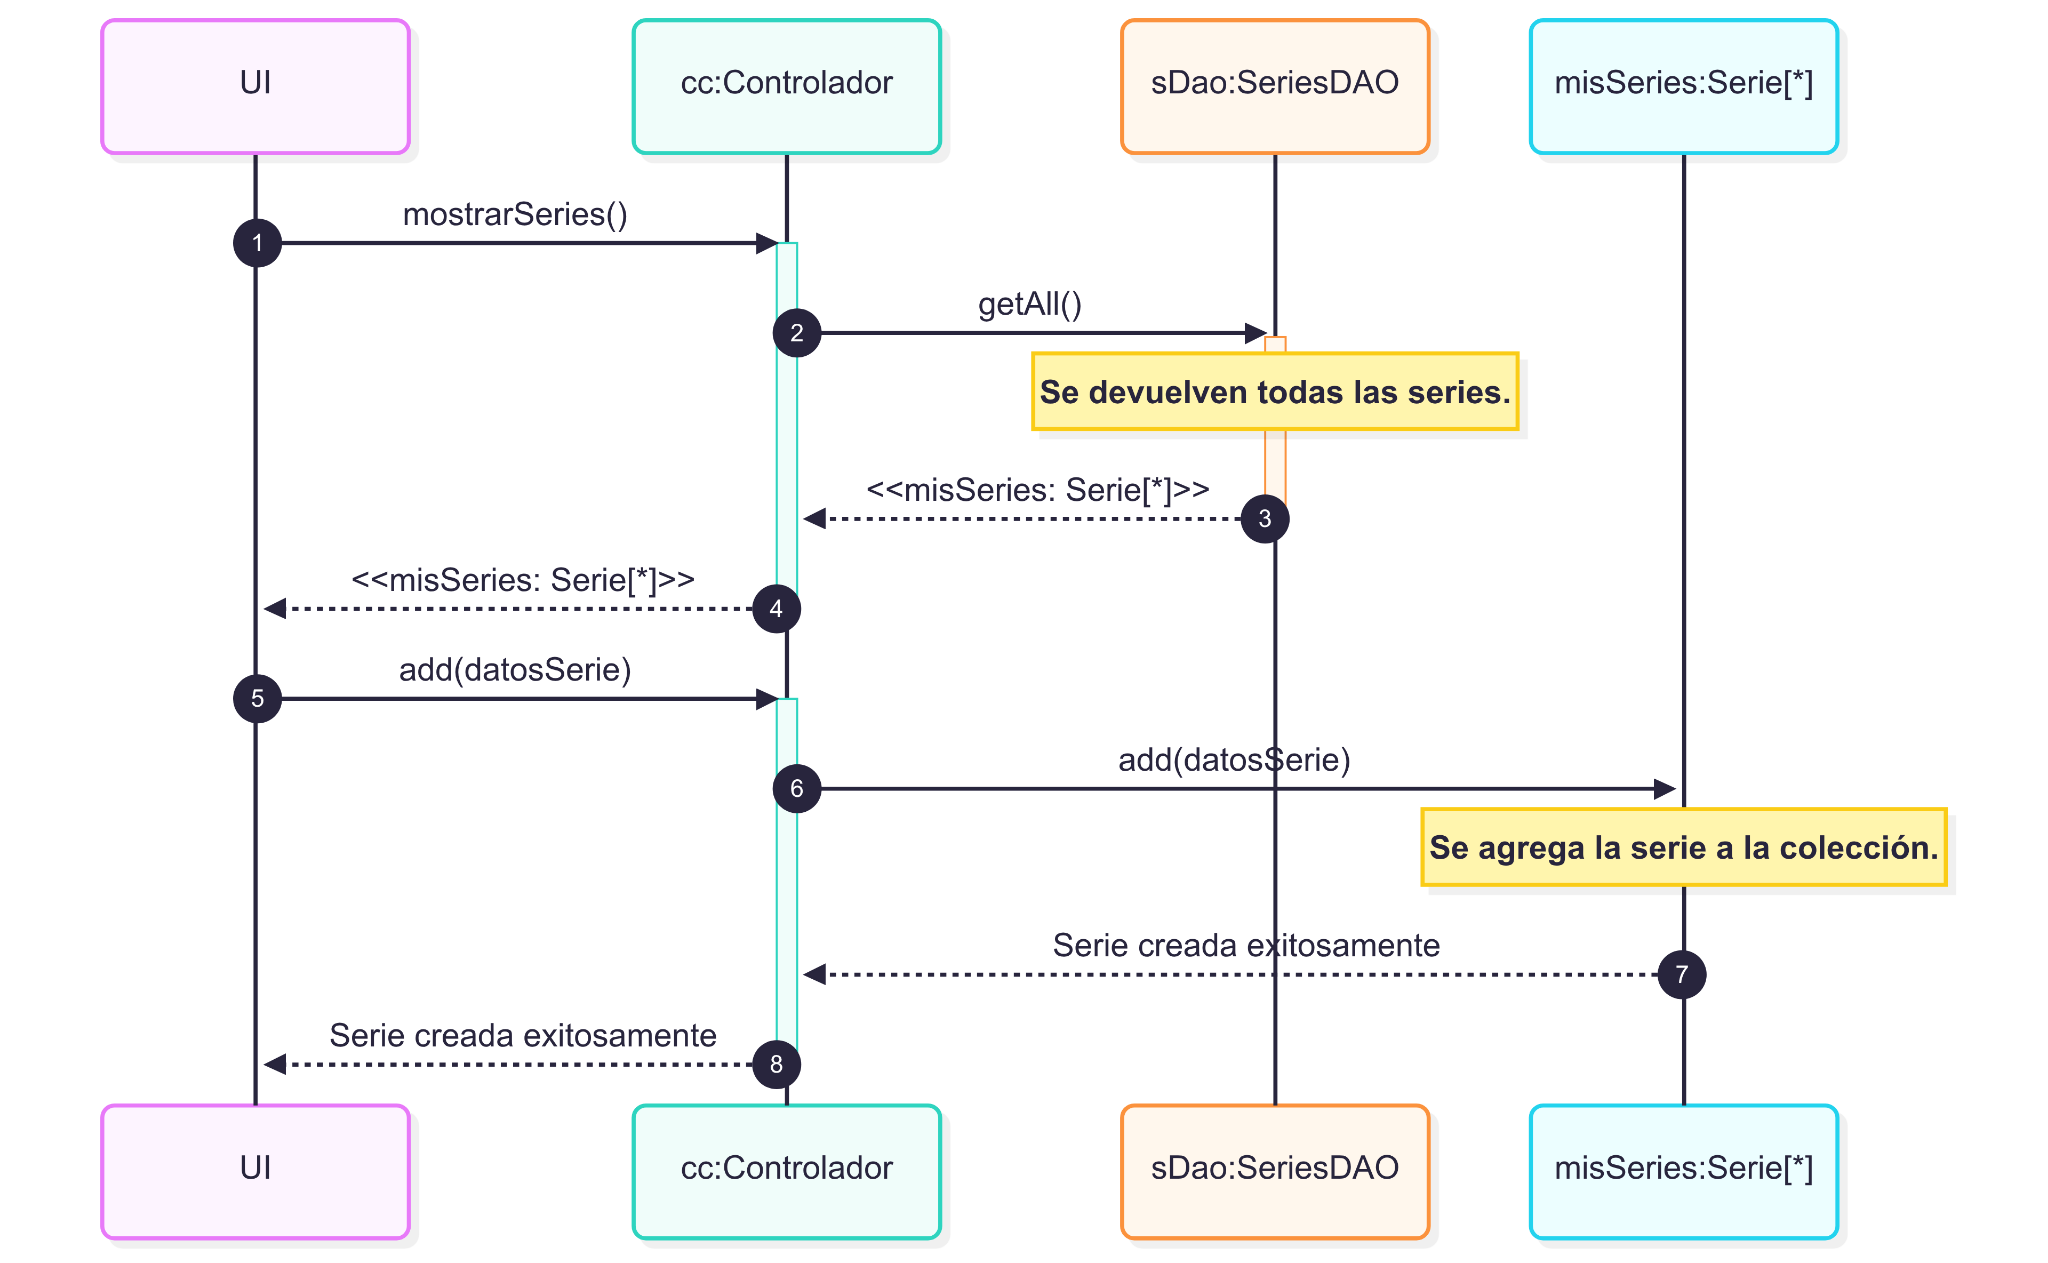 UI
cc:Controlador
sDao:SeriesDAO
misSeries:Serie[*]
mostrarSeries()
1
getAll()
2
Se devuelven todas las series.
<<misSeries: Serie[*]>>
3
<<misSeries: Serie[*]>>
4
add(datosSerie)
5
add(datosSerie)
6
Se agrega la serie a la colección.
Serie creada exitosamente
7
Serie creada exitosamente
8
UI
cc:Controlador
sDao:SeriesDAO
misSeries:Serie[*]